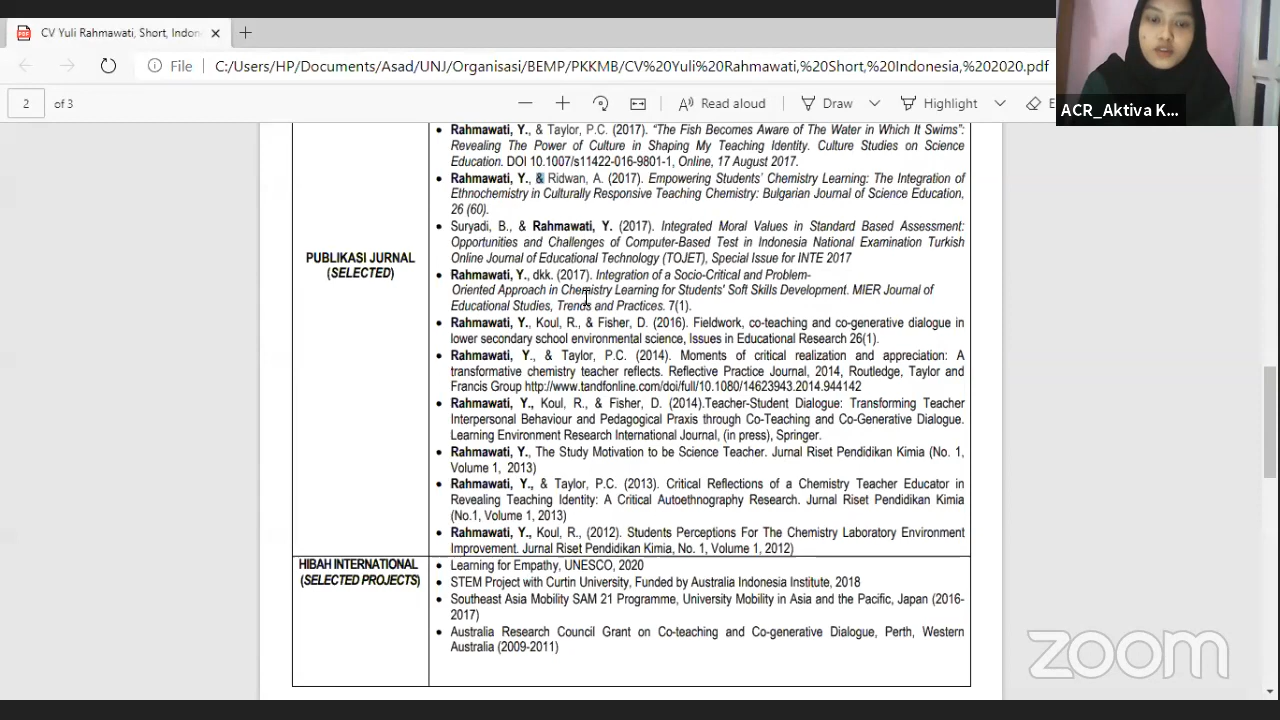 CV Yuli Rahmawati, Short, Indon
File C:/Users/HP/Documents/Asad/UNJ/Organisasi/BEMP/PKKMB/CV%20Yuli%20Rahmawati,%20Short,%20Indonesia,%202020.pdf
2 of 3 Read aloud Draw Highlight E
ACR_Aktiva K...
Rahmawati, Y., & Taylor, P.C. (2017). “The Fish Becomes Aware of The Water in Which It Swims”:
Revealing The Power of Culture in Shaping My Teaching Identity. Culture Studies on Science
Education. DOI 10.1007/s11422-016-9801-1, Online, 17 August 2017.
Rahmawati, Y., & Ridwan, A. (2017). Empowering Students’ Chemistry Learning: The Integration of
Ethnochemistry in Culturally Responsive Teaching Chemistry: Bulgarian Journal of Science Education,
26 (60).
Suryadi, B., & Rahmawati, Y. (2017). Integrated Moral Values in Standard Based Assessment:
Opportunities and Challenges of Computer-Based Test in Indonesia National Examination Turkish
Online Journal of Educational Technology (TOJET), Special Issue for INTE 2017
PUBLIKASI JURNAL
(SELECTED)
Rahmawati, Y., dkk. (2017). Integration of a Socio-Critical and Problem-
Oriented Approach in Chemistry Learning for Students' Soft Skills Development. MIER Journal of
Educational Studies, Trends and Practices. 7(1).
Rahmawati, Y., Koul, R., & Fisher, D. (2016). Fieldwork, co-teaching and co-generative dialogue in
lower secondary school environmental science, Issues in Educational Research 26(1).
Rahmawati, Y., & Taylor, P.C. (2014). Moments of critical realization and appreciation: A
transformative chemistry teacher reflects. Reflective Practice Journal, 2014, Routledge, Taylor and
Francis Group http://www.tandfonline.com/doi/full/10.1080/14623943.2014.944142
Rahmawati, Y., Koul, R., & Fisher, D. (2014).Teacher-Student Dialogue: Transforming Teacher
Interpersonal Behaviour and Pedagogical Praxis through Co-Teaching and Co-Generative Dialogue.
Learning Environment Research International Journal, (in press), Springer.
Rahmawati, Y., The Study Motivation to be Science Teacher. Jurnal Riset Pendidikan Kimia (No. 1,
Volume 1, 2013)
Rahmawati, Y., & Taylor, P.C. (2013). Critical Reflections of a Chemistry Teacher Educator in
Revealing Teaching Identity: A Critical Autoethnography Research. Jurnal Riset Pendidikan Kimia
(No.1, Volume 1, 2013)
Rahmawati, Y., Koul, R., (2012). Students Perceptions For The Chemistry Laboratory Environment
Improvement. Jurnal Riset Pendidikan Kimia, No. 1, Volume 1, 2012)
HIBAH INTERNATIONAL
(SELECTED PROJECTS)
Learning for Empathy, UNESCO, 2020
STEM Project with Curtin University, Funded by Australia Indonesia Institute, 2018
Southeast Asia Mobility SAM 21 Programme, University Mobility in Asia and the Pacific, Japan (2016-
2017)
Australia Research Council Grant on Co-teaching and Co-generative Dialogue, Perth, Western
Australia (2009-2011)
zoom